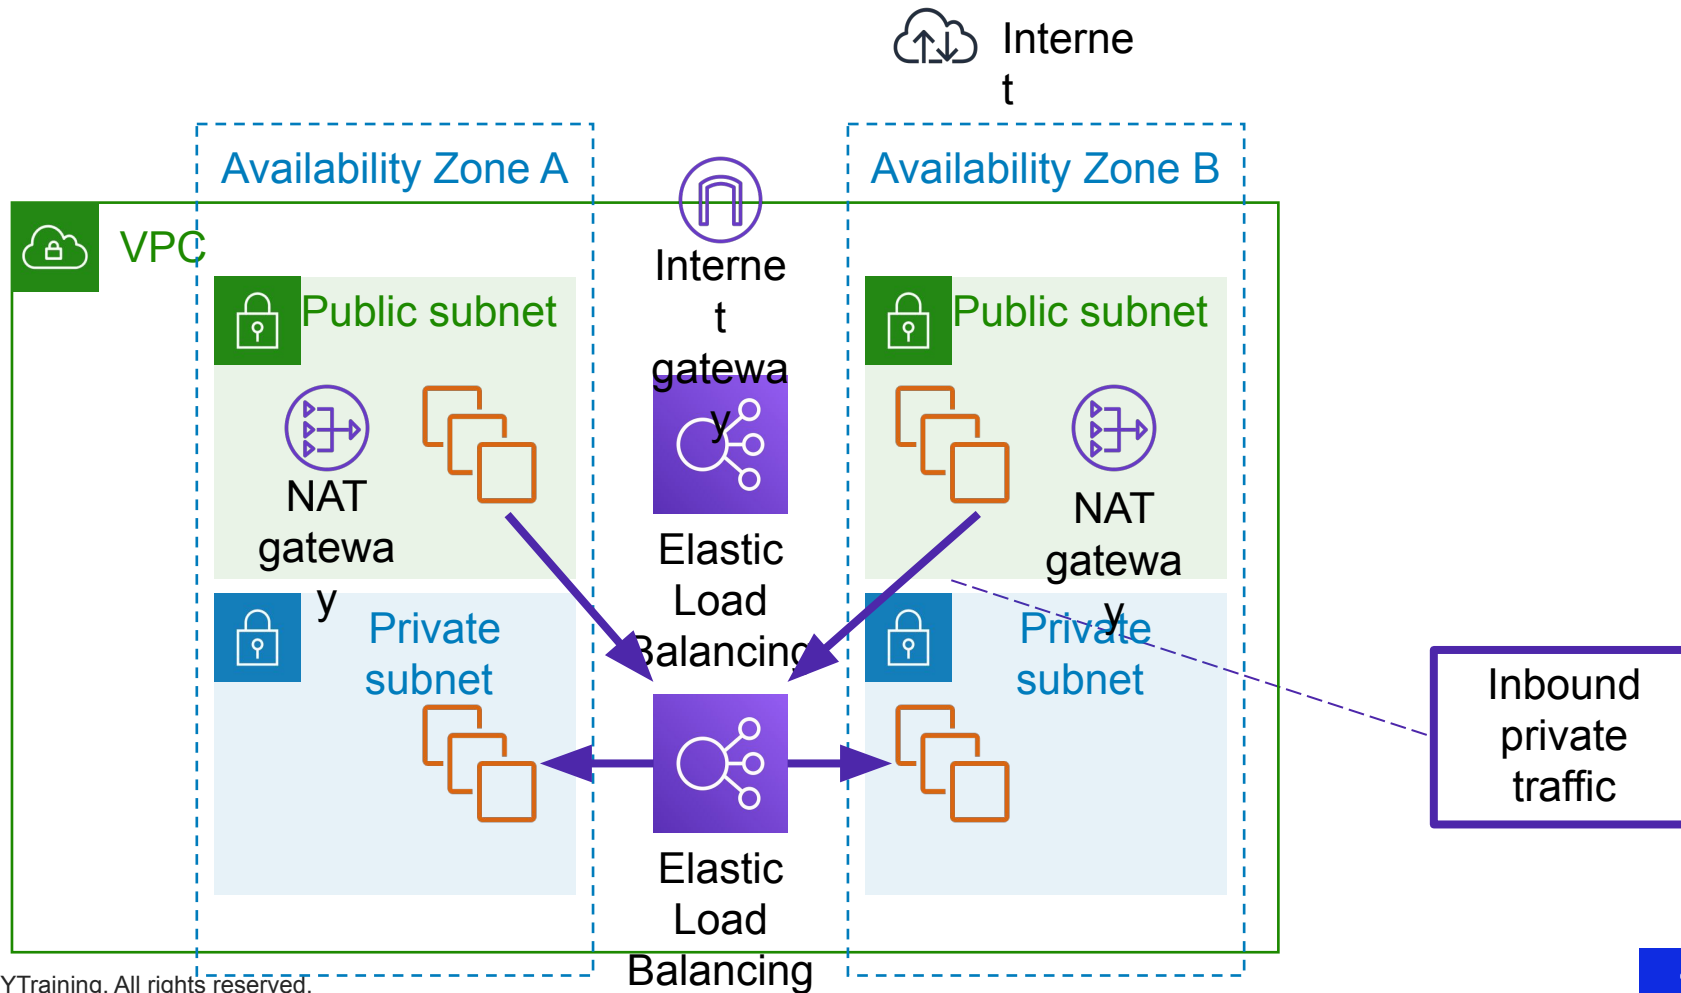 Interne
t
Availability Zone A
Availability Zone B
VPC
Interne
t
gatewa
y
Public subnet
Public subnet
NAT
gatewa
y
Elastic
Load
Balancing
NAT
gatewa
y
Private
subnet
Private
subnet
Inbound
private
traffic
Elastic
Load
Balancing
YTraining. All rights reserved.